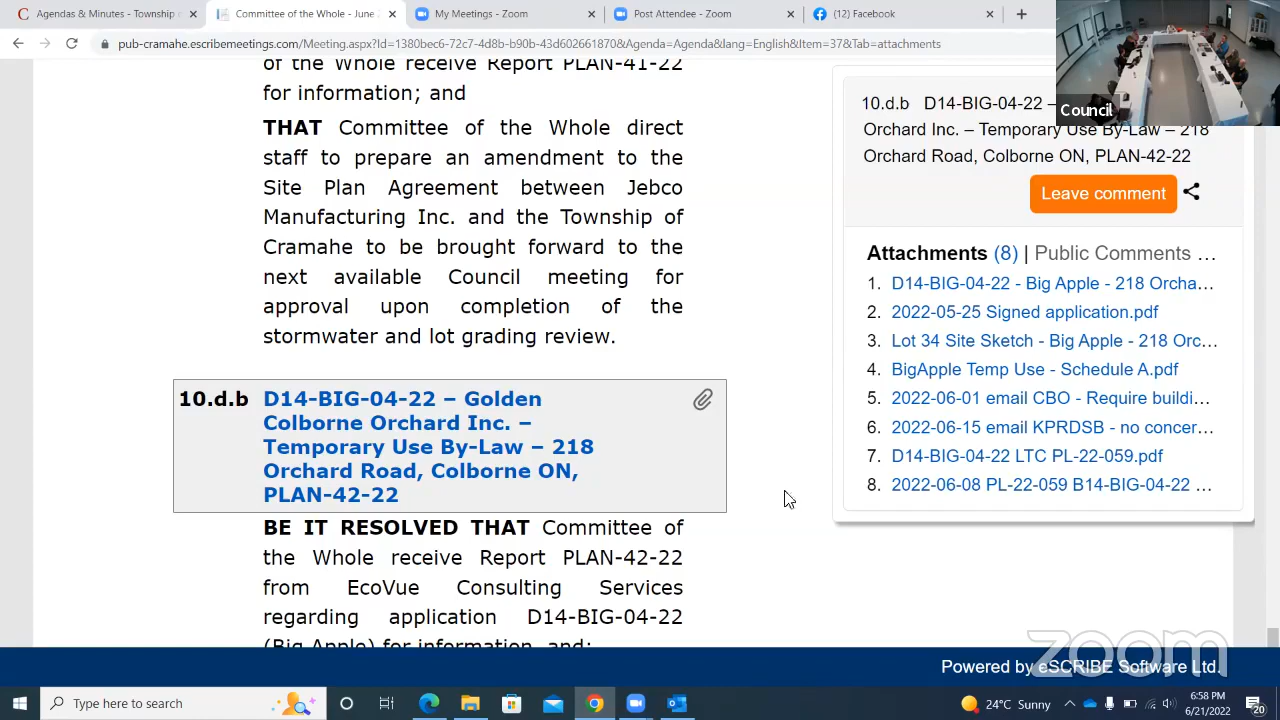 Agendas & Minutes - Township o
Committee of the Whole - June 2
My Meetings - Zoom
Post Attendee - Zoom
(12) Facebook
pub-cramahe.escribemeetings.com/Meeting.aspx?Id=1380bec6-72c7-4d8b-b90b-43d602661870&Agenda=Agenda&lang=English&Item=37&Tab=attachments
Council
of the Whole receive Report PLAN-41-22
for information; and
THAT Committee of the Whole direct
staff to prepare an amendment to the
Site Plan Agreement between Jebco
Manufacturing Inc. and the Township of
Cramahe to be brought forward to the
next available Council meeting for
approval upon completion of the
stormwater and lot grading review.
10.d.b D14-BIG-04-22 – Golden
Colborne Orchard Inc. –
Temporary Use By-Law – 218
Orchard Road, Colborne ON,
PLAN-42-22
BE IT RESOLVED THAT Committee of
the Whole receive Report PLAN-42-22
from EcoVue Consulting Services
regarding application D14-BIG-04-22
(Big Apple) for information, and;
10.d.b D14-BIG-04-22 –
Orchard Inc. – Temporary Use By-Law – 218
Orchard Road, Colborne ON, PLAN-42-22
Leave comment
Attachments (8) | Public Comments ...
1. D14-BIG-04-22 - Big Apple - 218 Orcha...
2. 2022-05-25 Signed application.pdf
3. Lot 34 Site Sketch - Big Apple - 218 Orc...
4. BigApple Temp Use - Schedule A.pdf
5. 2022-06-01 email CBO - Require buildi...
6. 2022-06-15 email KPRDSB - no concer...
7. D14-BIG-04-22 LTC PL-22-059.pdf
8. 2022-06-08 PL-22-059 B14-BIG-04-22 ...
zoom
Powered by eSCRIBE Software Ltd.
Type here to search
24°C Sunny
6:58 PM
6/21/2022
20